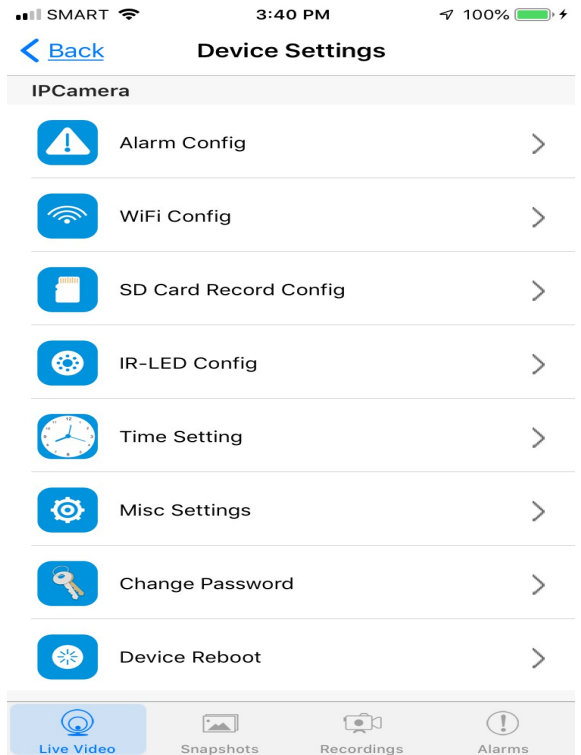 SMART 3:40 PM 100%
Back Device Settings
IPCamera
Alarm Config
WiFi Config
SD Card Record Config
IR-LED Config
Time Setting
Misc Settings
Change Password
Device Reboot
Live Video Snapshots Recordings Alarms